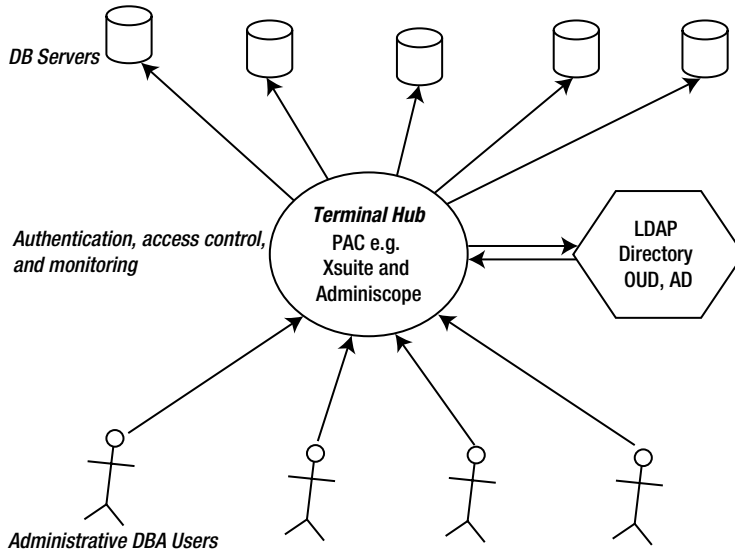 DB Servers
Terminal Hub
PAC e.g.
Xsuite and
Adminiscope
Authentication, access control,
and monitoring
LDAP
Directory
OUD, AD
Administrative DBA Users